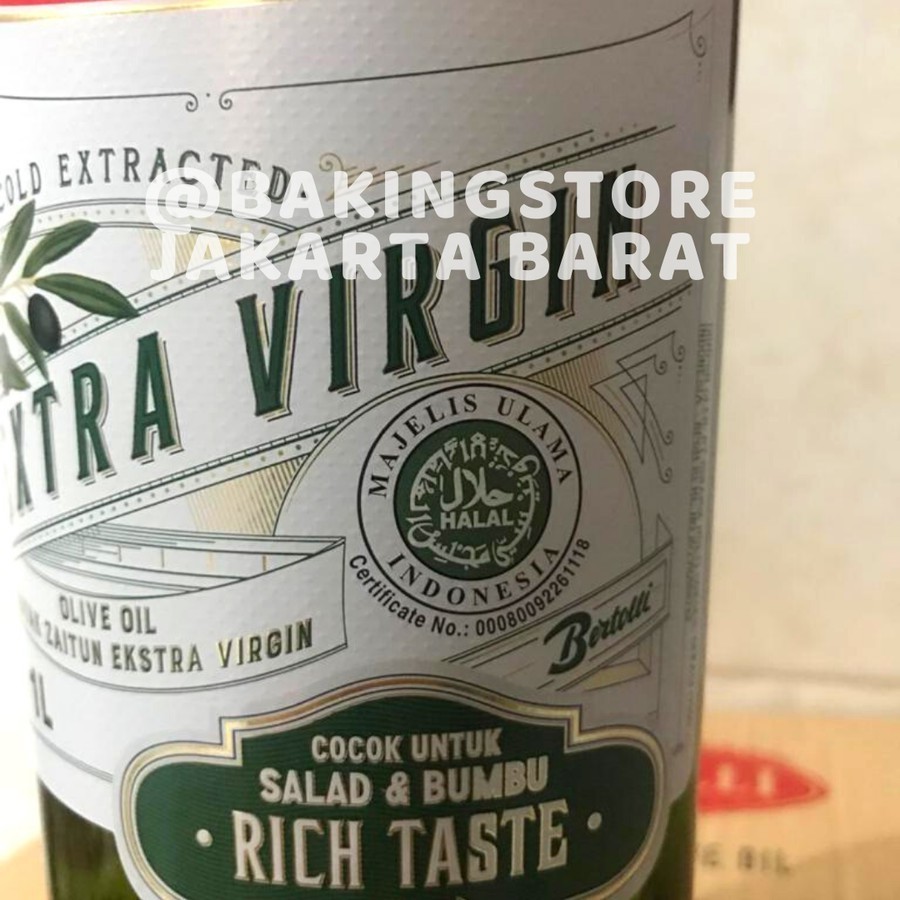 COLD EXTRACTED
@BAKINGSTORE
JAKARTA BARAT
EXTRA VIRGIN
MAJELIS ULAMA
حلال
HALAL
INDONESIA
Certificate No.: 00080092261118
OLIVE OIL
ZAITUN EKSTRA VIRGIN
Bertolli
1L
COCOK UNTUK
SALAD & BUMBU
RICH TASTE
OIL